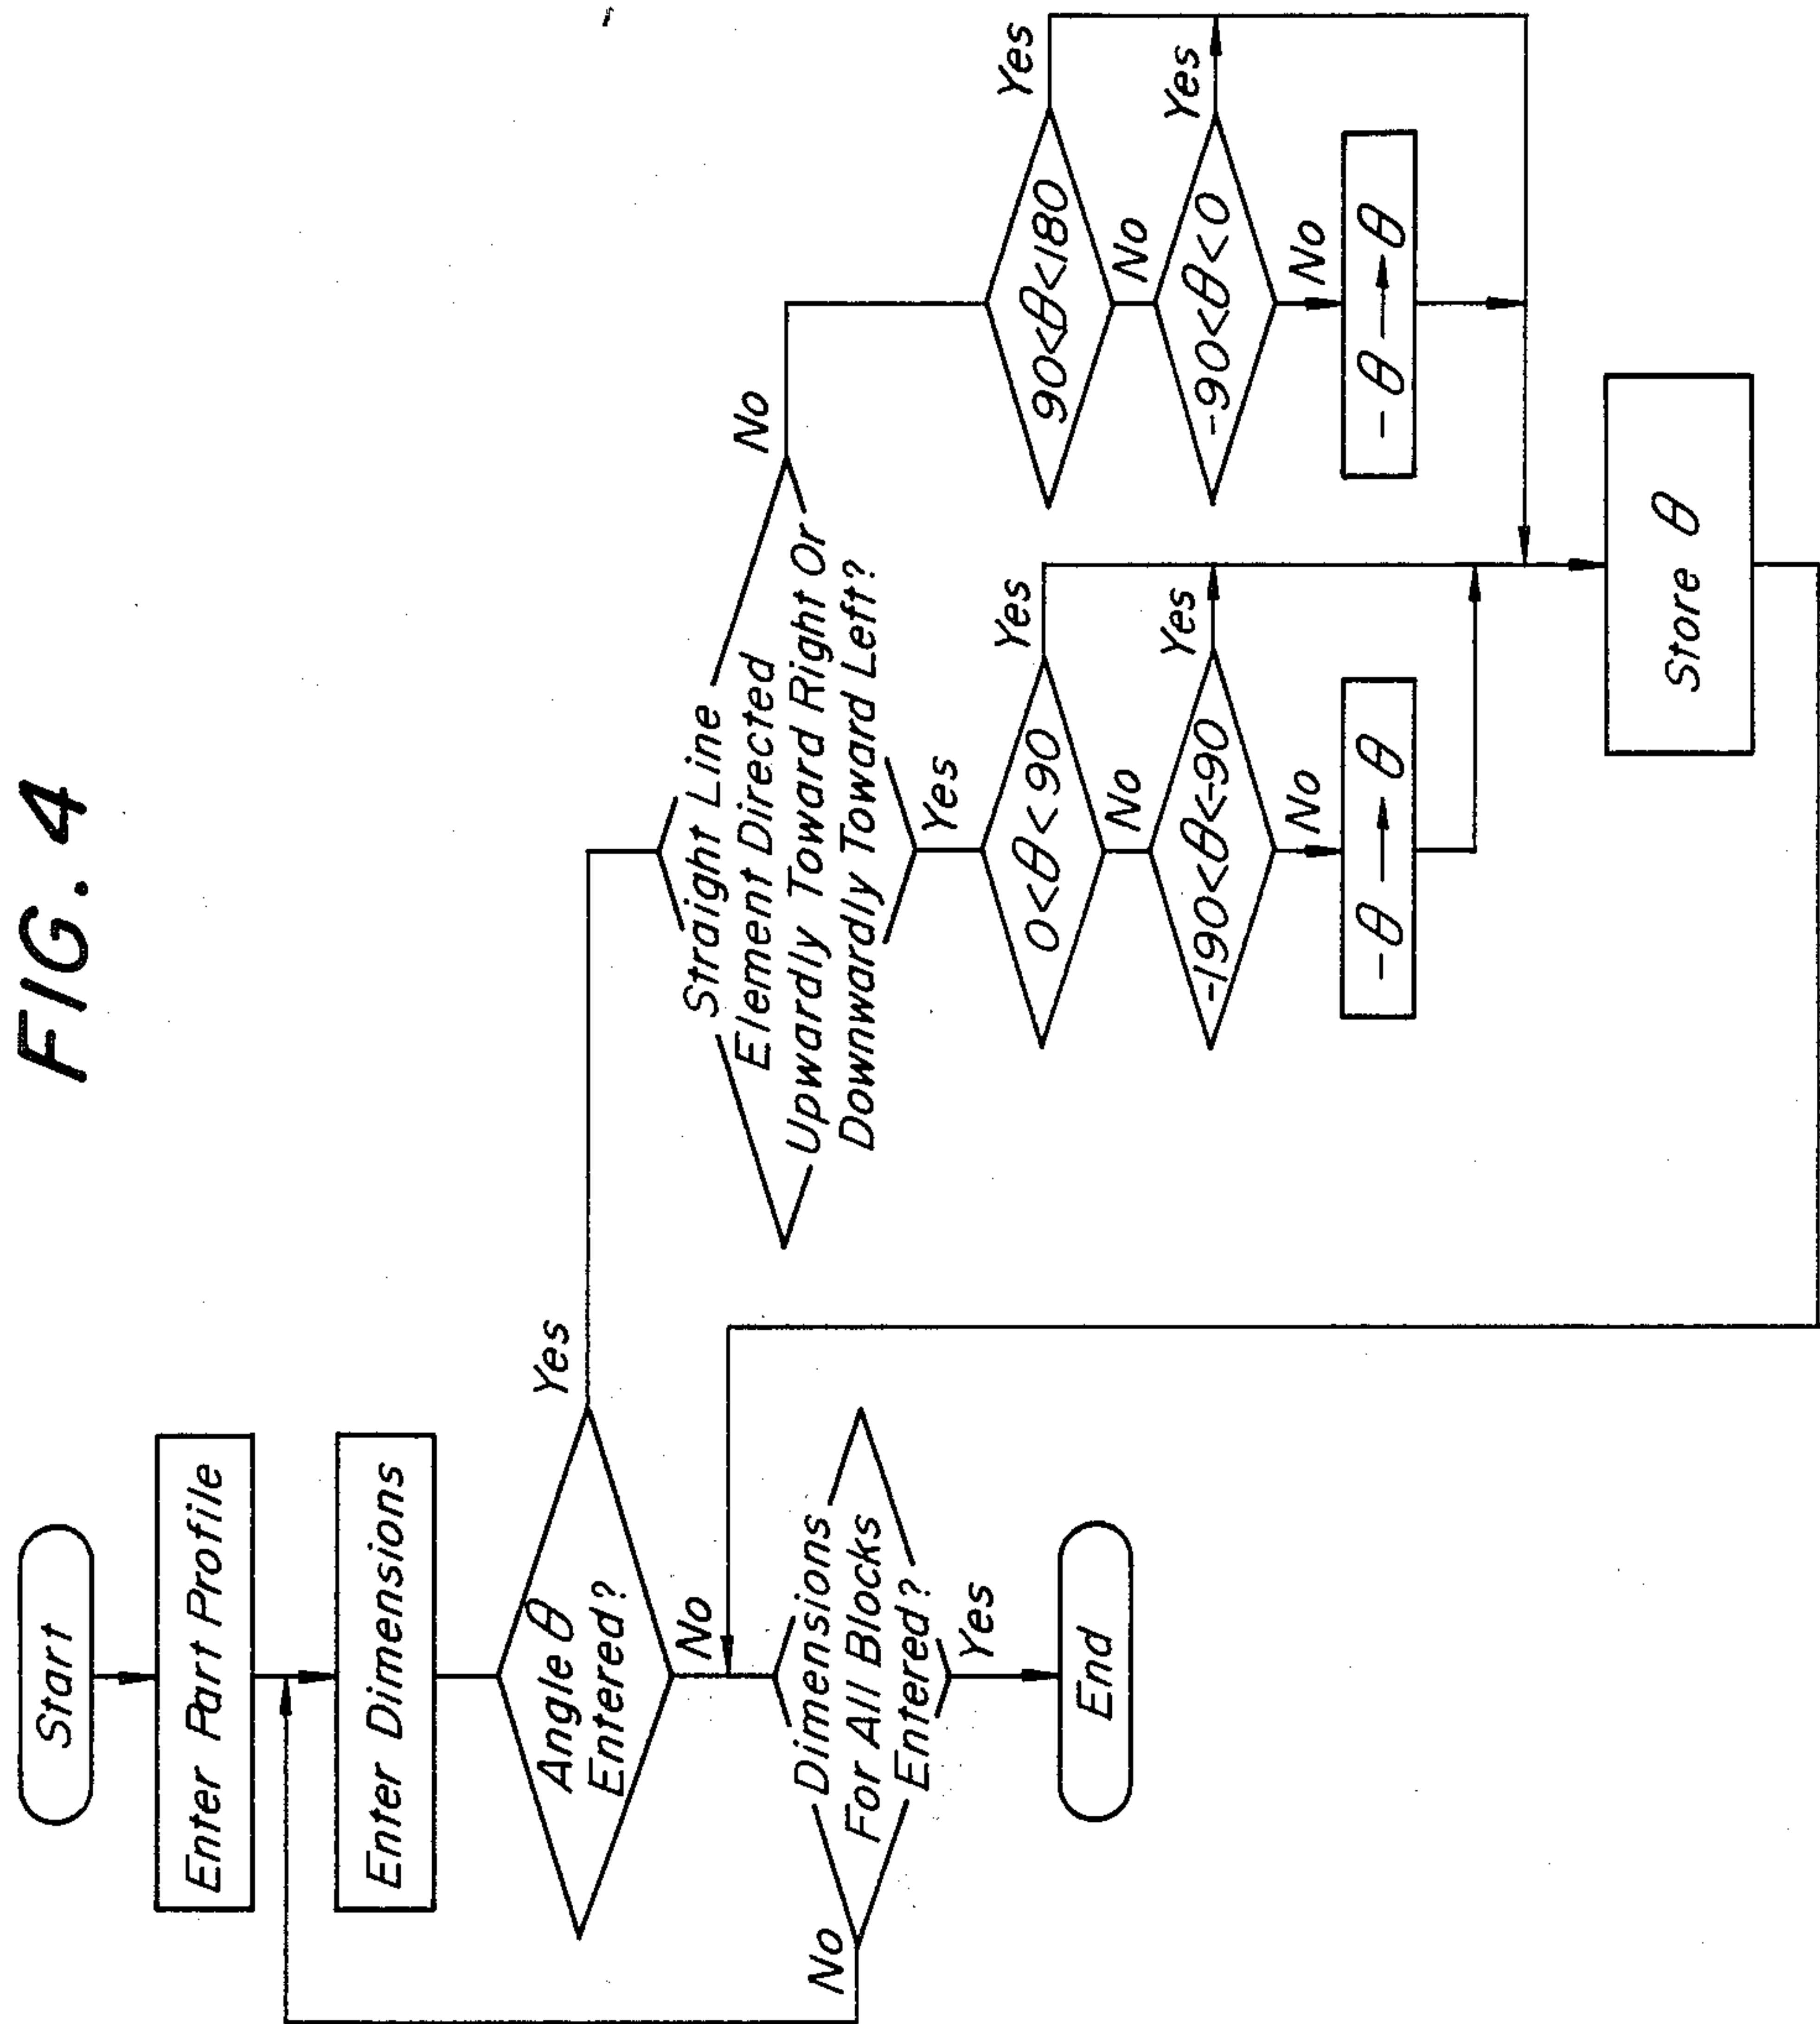 FIG. 4
Start
Enter Part Profile
Enter Dimensions
Angle θ
Entered?
Yes
No
Dimensions
For All Blocks
Entered?
No
Yes
End
Straight Line
Element Directed
Upwardly Toward Right Or
Downwardly Toward Left?
No
Yes
0<θ<90
Yes
No
-190<θ<-90
Yes
No
-θ → θ
90<θ<180
Yes
No
-90<θ<0
Yes
No
-θ → θ
Store θ